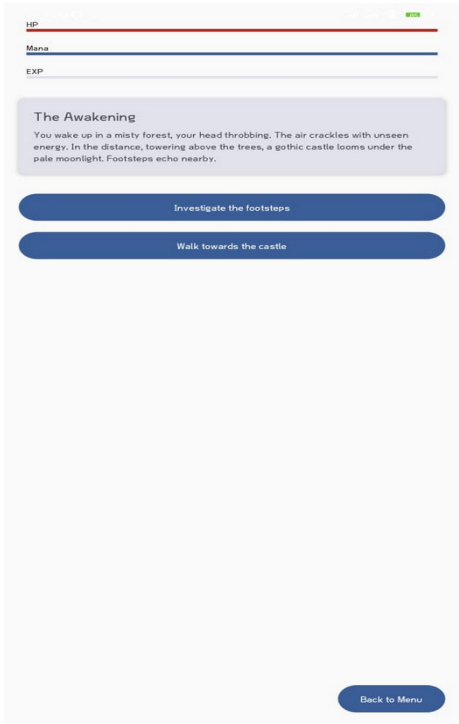 HP
Mana
EXP
The Awakening
You wake up in a misty forest, your head throbbing. The air crackles with unseen
energy. In the distance, towering above the trees, a gothic castle looms under the
pale moonlight. Footsteps echo nearby.
Investigate the footsteps
Walk towards the castle
Back to Menu